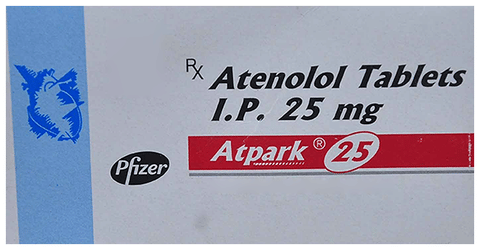 Rx Atenolol Tablets
I.P. 25 mg
Atpark® 25
Pfizer